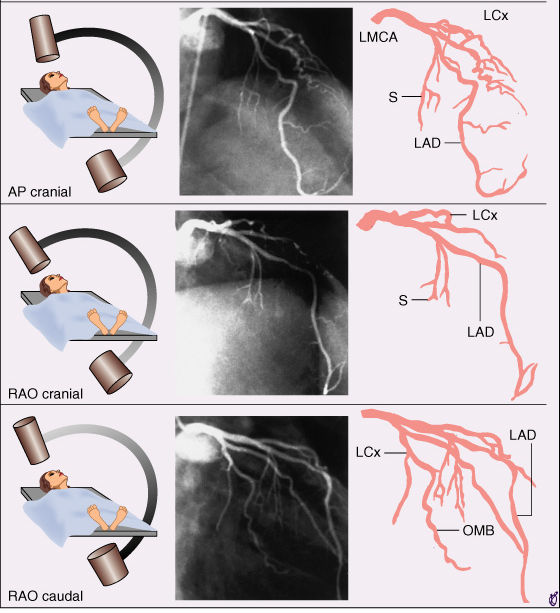 LCx
LMCA
S
LAD
AP cranial
LCx
S
LAD
RAO cranial
LAD
LCx
OMB
RAO caudal